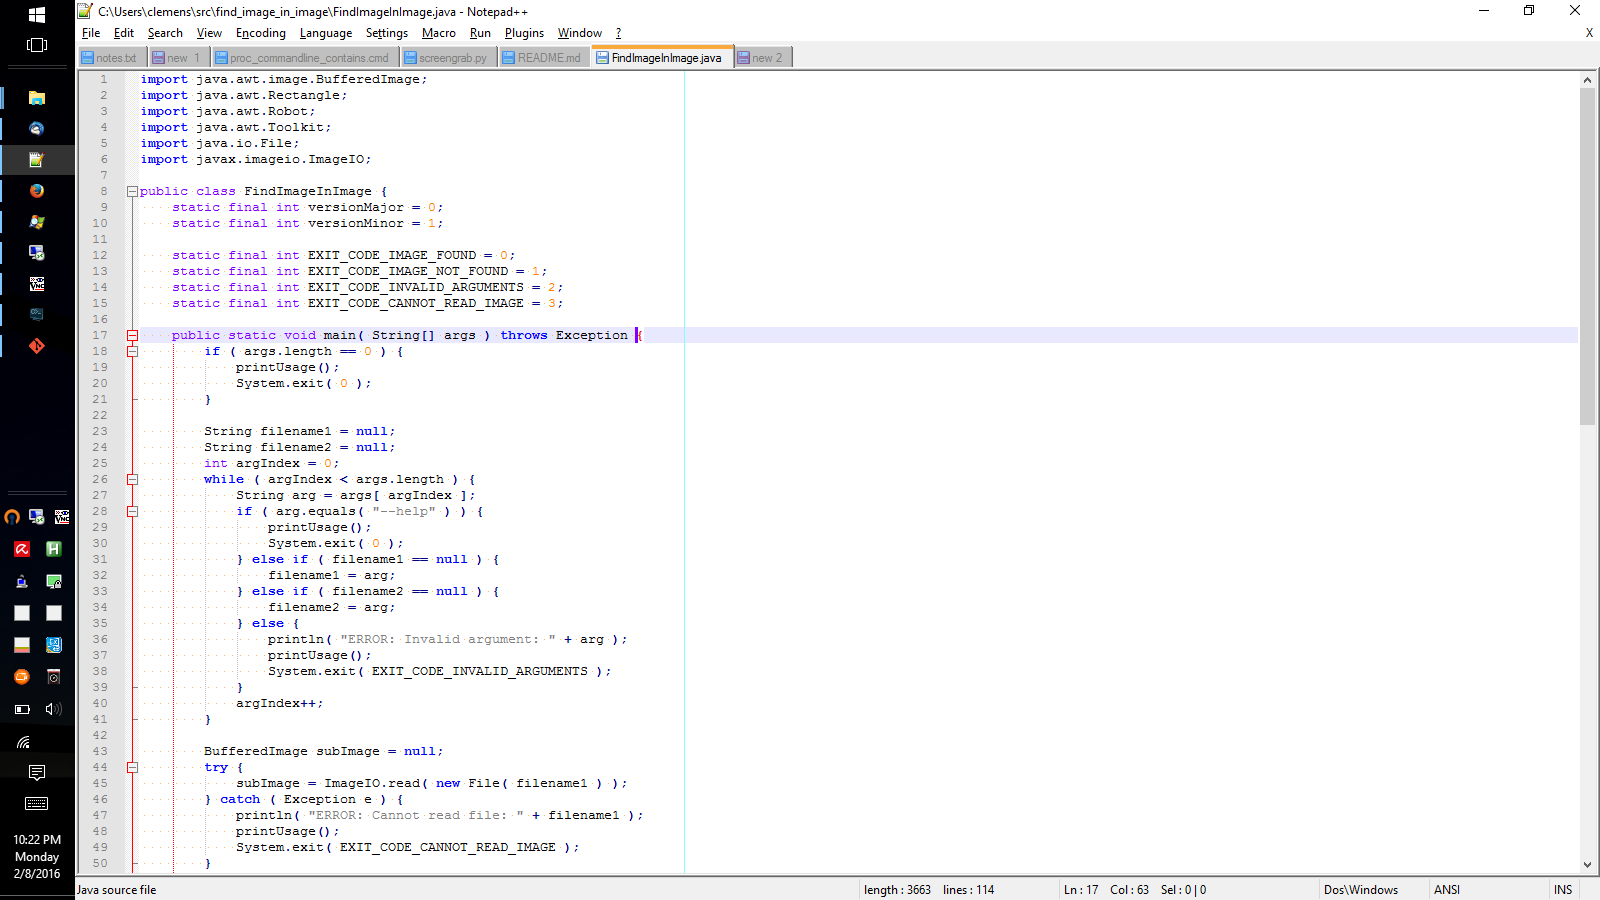 C:\Users\clemens\src\find_image_in_image\FindImageInImage.java - Notepad++
File Edit Search View Encoding Language Settings Macro Run Plugins Window ? X
notes.txt new 1 proc_commandline_contains.cmd screengrab.py README.md FindImageInImage.java new 2
1 import java.awt.image.BufferedImage;
2 import java.awt.Rectangle;
3 import java.awt.Robot;
4 import java.awt.Toolkit;
5 import java.io.File;
6 import javax.imageio.ImageIO;
7
8 public class FindImageInImage {
9 static final int versionMajor = 0;
10 static final int versionMinor = 1;
11
12 static final int EXIT_CODE_IMAGE_FOUND = 0;
13 static final int EXIT_CODE_IMAGE_NOT_FOUND = 1;
14 static final int EXIT_CODE_INVALID_ARGUMENTS = 2;
15 static final int EXIT_CODE_CANNOT_READ_IMAGE = 3;
16
17 public static void main( String[] args ) throws Exception {
18 if ( args.length == 0 ) {
19 printUsage();
20 System.exit( 0 );
21 }
22
23 String filename1 = null;
24 String filename2 = null;
25 int argIndex = 0;
26 while ( argIndex < args.length ) {
27 String arg = args[ argIndex ];
28 if ( arg.equals( "--help" ) ) {
29 printUsage();
30 System.exit( 0 );
31 } else if ( filename1 == null ) {
32 filename1 = arg;
33 } else if ( filename2 == null ) {
34 filename2 = arg;
35 } else {
36 println( "ERROR: Invalid argument: " + arg );
37 printUsage();
38 System.exit( EXIT_CODE_INVALID_ARGUMENTS );
39 }
40 argIndex++;
41 }
42
43 BufferedImage subImage = null;
44 try {
45 subImage = ImageIO.read( new File( filename1 ) );
46 } catch ( Exception e ) {
47 println( "ERROR: Cannot read file: " + filename1 );
48 printUsage();
49 System.exit( EXIT_CODE_CANNOT_READ_IMAGE );
50 }
Java source file length : 3663 lines : 114 Ln : 17 Col : 63 Sel : 0 | 0 Dos\Windows ANSI INS
10:22 PM
Monday
2/8/2016